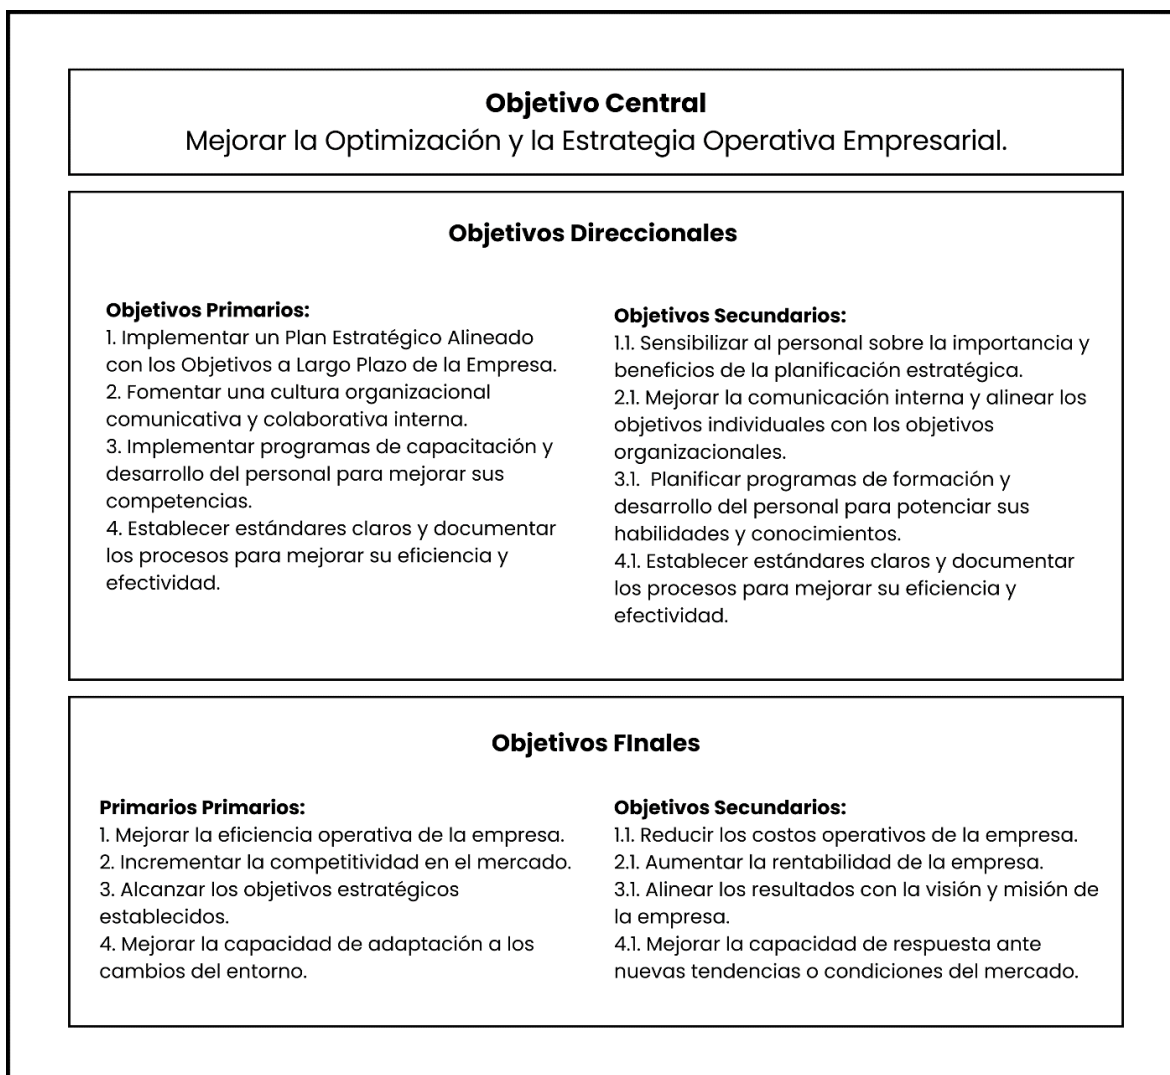 Objetivo Central
Mejorar la Optimización y la Estrategia Operativa Empresarial.
Objetivos Direccionales
Objetivos Primarios:
1. Implementar un Plan Estratégico Alineado
con los Objetivos a Largo Plazo de la Empresa.
2. Fomentar una cultura organizacional
comunicativa y colaborativa interna.
3. Implementar programas de capacitación y
desarrollo del personal para mejorar sus
competencias.
4. Establecer estándares claros y documentar
los procesos para mejorar su eficiencia y
efectividad.
Objetivos Secundarios:
1.1. Sensibilizar al personal sobre la importancia y
beneficios de la planificación estratégica.
2.1. Mejorar la comunicación interna y alinear los
objetivos individuales con los objetivos
organizacionales.
3.1. Planificar programas de formación y
desarrollo del personal para potenciar sus
habilidades y conocimientos.
4.1. Establecer estándares claros y documentar
los procesos para mejorar su eficiencia y
efectividad.
Objetivos FInales
Primarios Primarios:
1. Mejorar la eficiencia operativa de la empresa.
2. Incrementar la competitividad en el mercado.
3. Alcanzar los objetivos estratégicos
establecidos.
4. Mejorar la capacidad de adaptación a los
cambios del entorno.
Objetivos Secundarios:
1.1. Reducir los costos operativos de la empresa.
2.1. Aumentar la rentabilidad de la empresa.
3.1. Alinear los resultados con la visión y misión de
la empresa.
4.1. Mejorar la capacidad de respuesta ante
nuevas tendencias o condiciones del mercado.